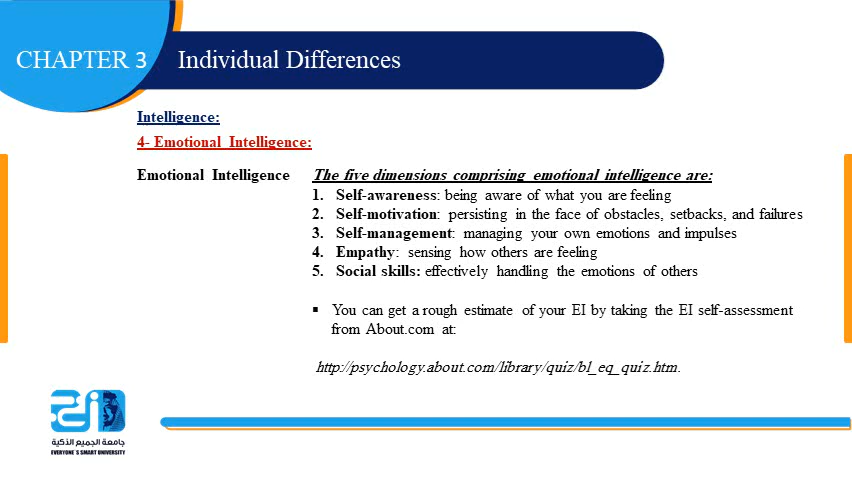 CHAPTER 3 Individual Differences
Intelligence:
4- Emotional Intelligence:
Emotional Intelligence
The five dimensions comprising emotional intelligence are:
1. Self-awareness: being aware of what you are feeling
2. Self-motivation: persisting in the face of obstacles, setbacks, and failures
3. Self-management: managing your own emotions and impulses
4. Empathy: sensing how others are feeling
5. Social skills: effectively handling the emotions of others
▪ You can get a rough estimate of your EI by taking the EI self-assessment
from About.com at:
http://psychology.about.com/library/quiz/bl_eq_quiz.htm.
جامعة الجميع الذكية
EVERYONE'S SMART UNIVERSITY